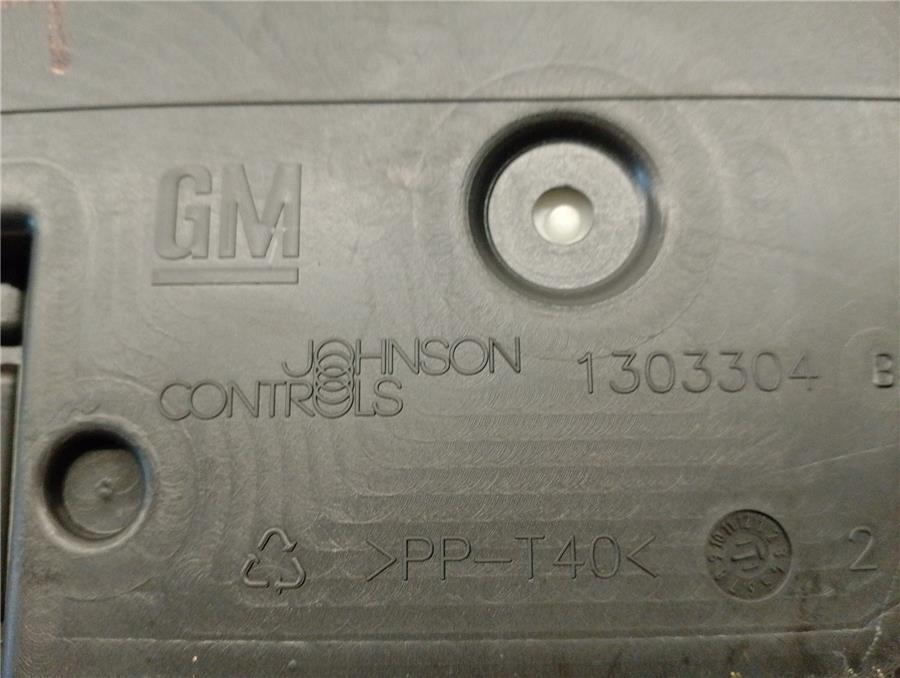 GM
JOHNSON
CONTROLS
1303304 B
>PP-T40<
2